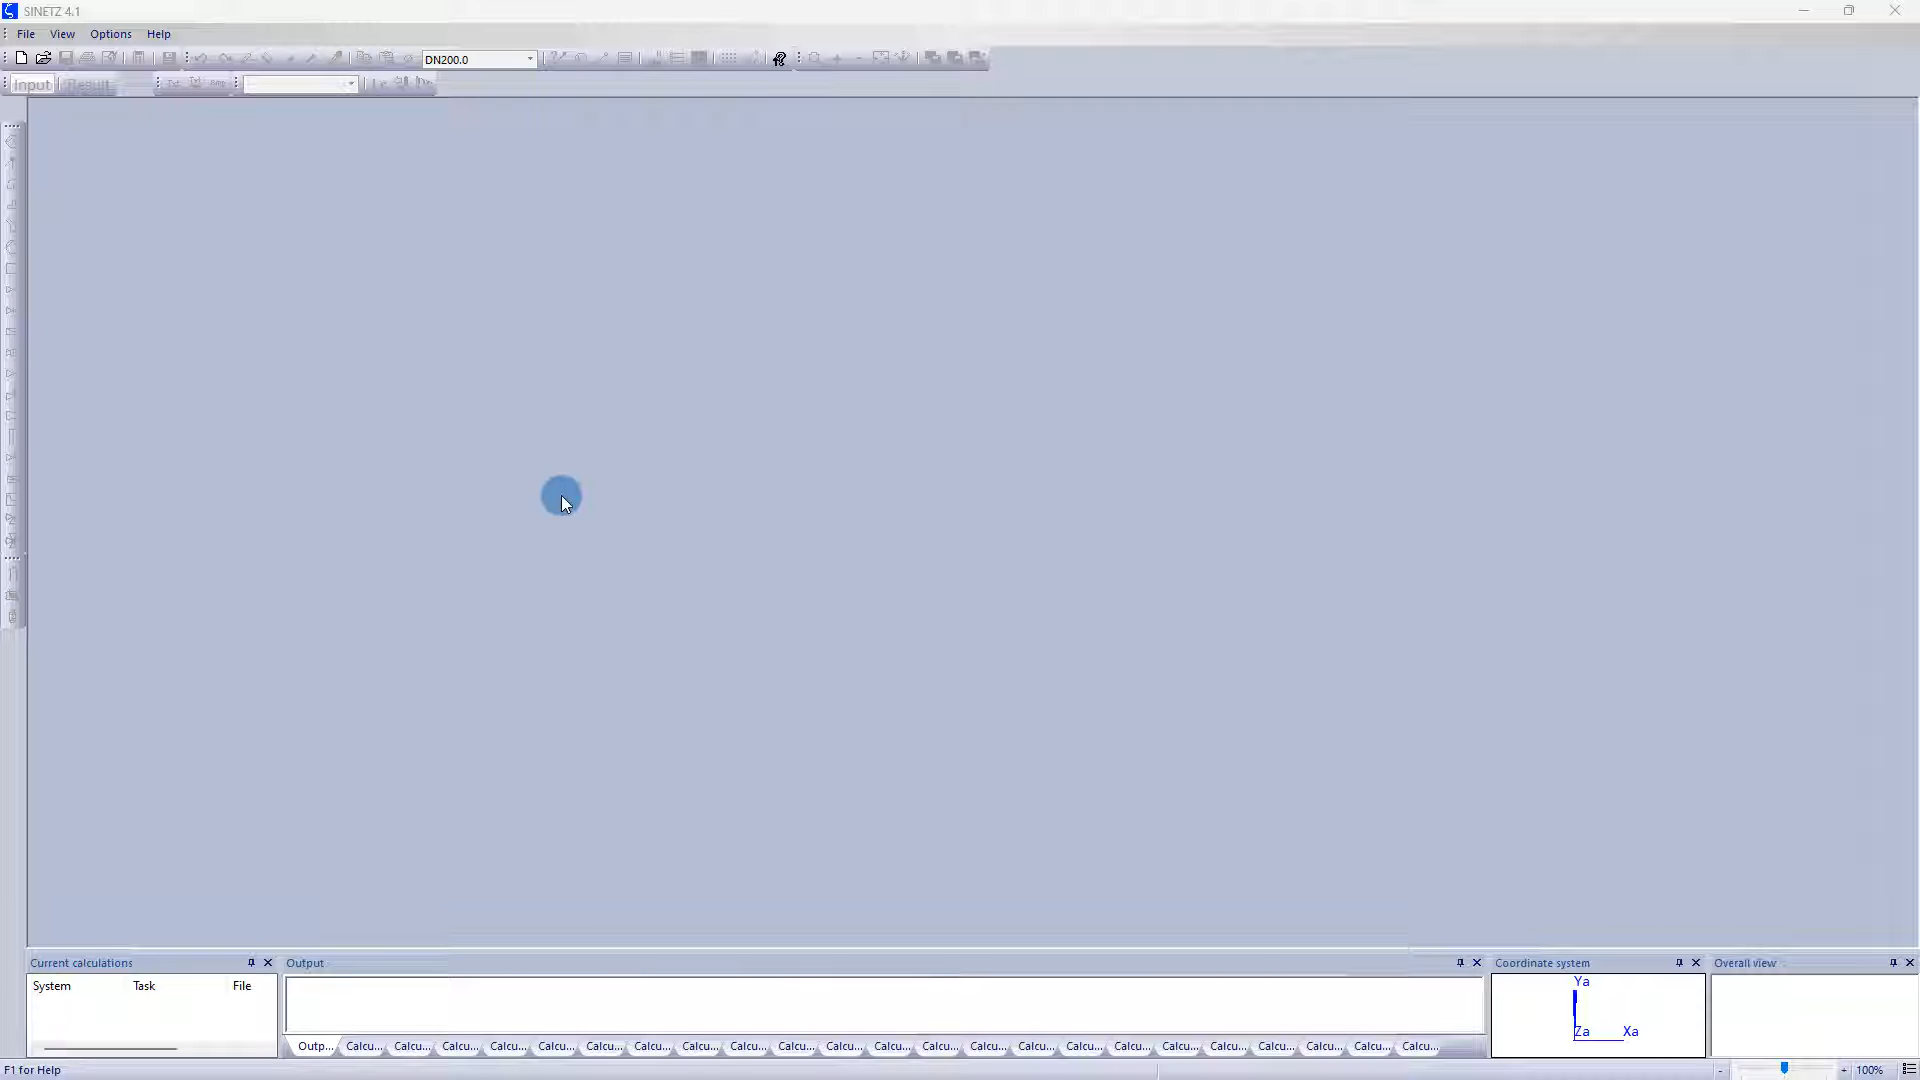 SINETZ 4.1
File View Options Help
DN200.0
Input Result
Current calculations
System Task File
Output
Outp... Calcu... Calcu... Calcu... Calcu... Calcu... Calcu... Calcu... Calcu... Calcu... Calcu... Calcu... Calcu... Calcu... Calcu... Calcu... Calcu... Calcu... Calcu... Calcu... Calcu... Calcu... Calcu... Calcu...
Coordinate system
Ya
Za Xa
Overall view
F1 for Help
- + 100%